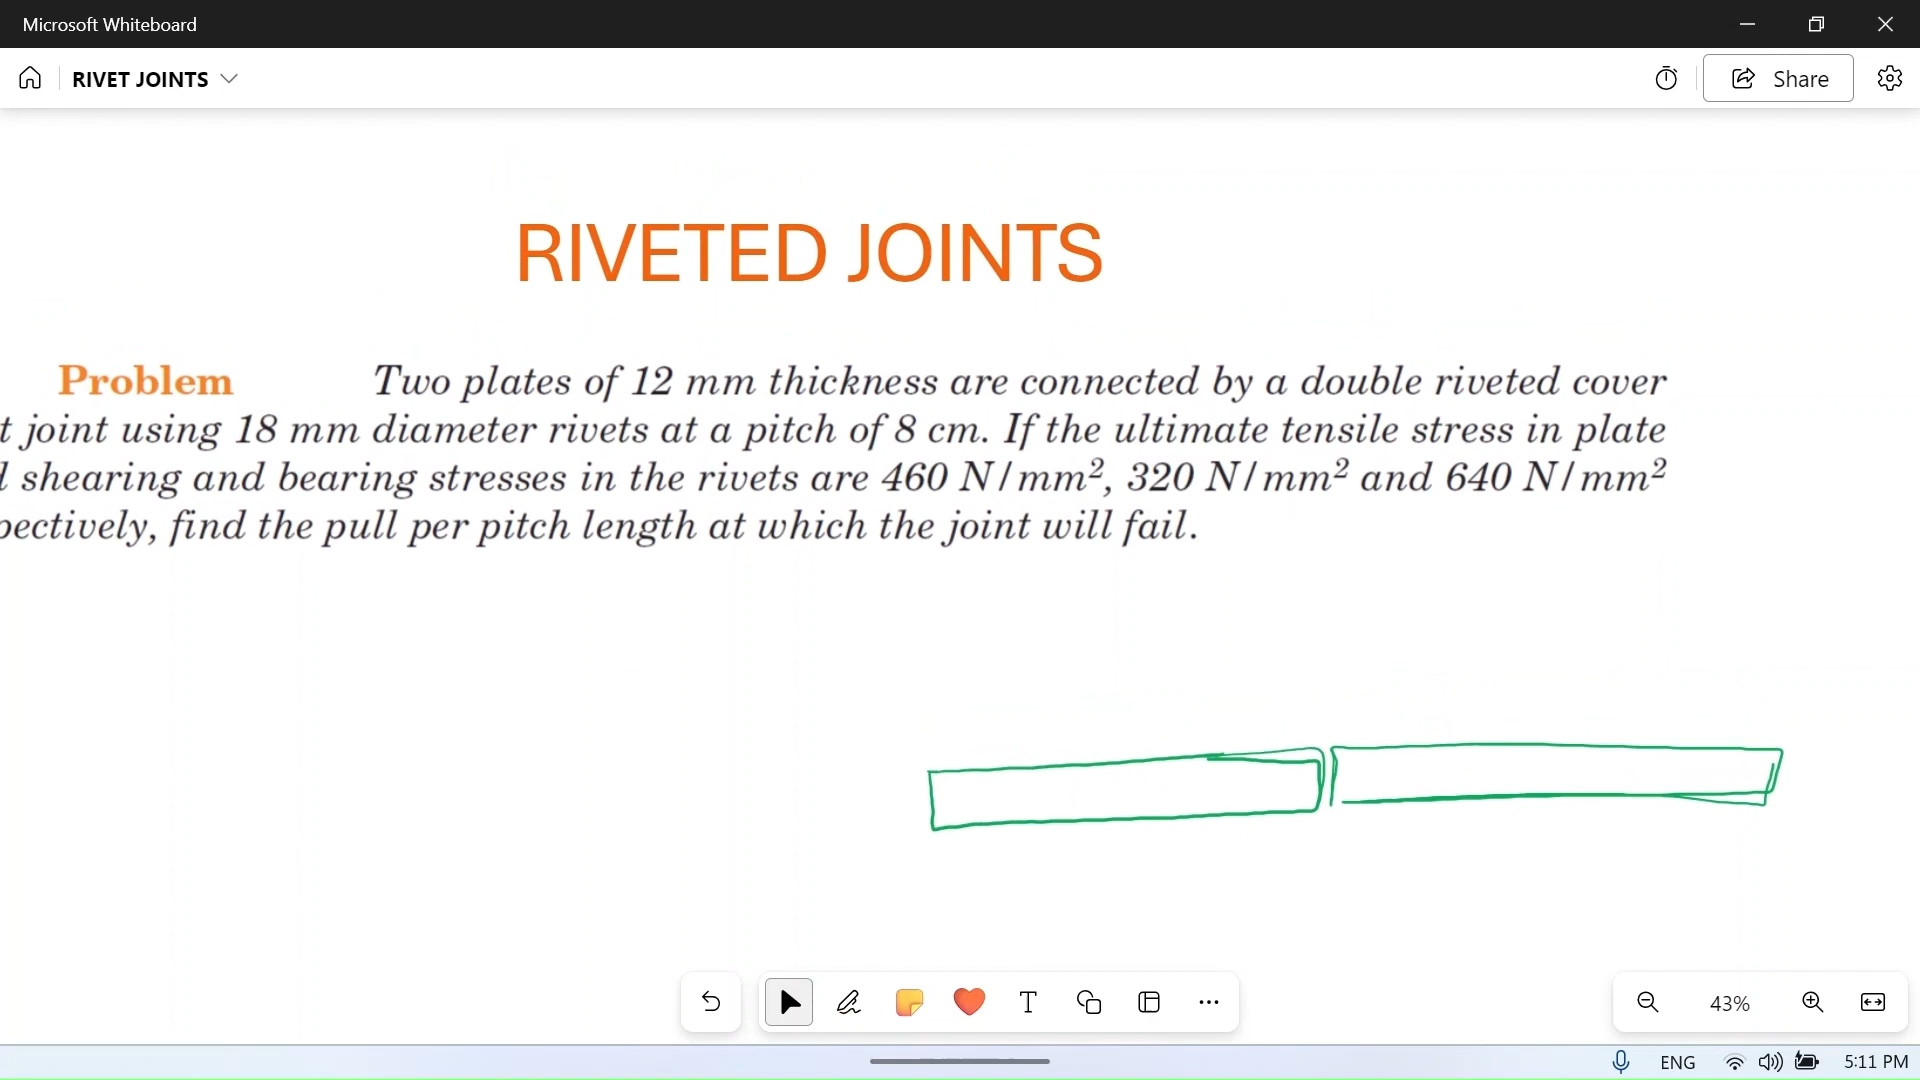 Microsoft Whiteboard
RIVET JOINTS
Share
RIVETED JOINTS
Problem Two plates of 12 mm thickness are connected by a double riveted cover
t joint using 18 mm diameter rivets at a pitch of 8 cm. If the ultimate tensile stress in plate
shearing and bearing stresses in the rivets are 460 N/mm², 320 N/mm² and 640 N/mm²
pectively, find the pull per pitch length at which the joint will fail.
43%
ENG 5:11 PM